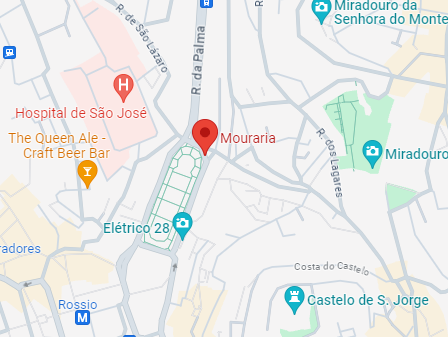 Miradouro da
Senhora do Monte
R. de São Lázaro
R. da Palma
R.
H
Hospital de São José
The Queen Ale -
Craft Beer Bar
Mouraria
R. dos Lagares
Miradouro
Elétrico 28
radores
Costa do Castelo
Castelo de S. Jorge
Rossio
M